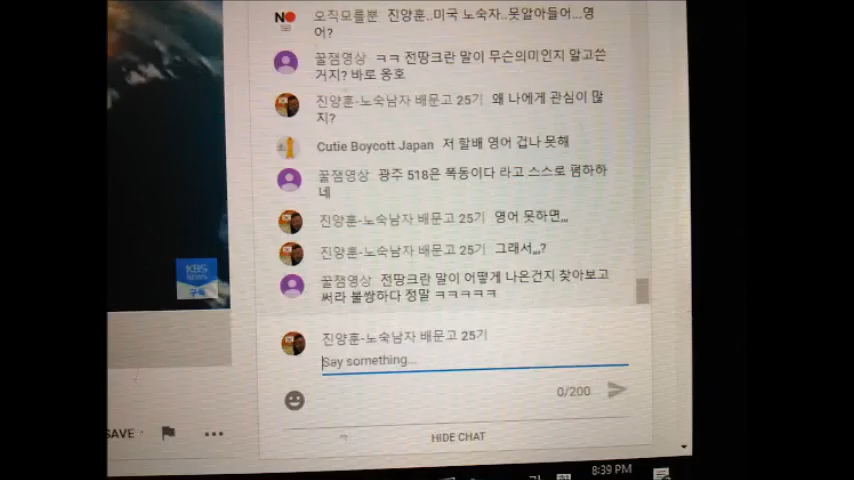 NO 오직모를뿐 진양훈..미국 노숙자..못알아들어...영
어?
꿀잼영상 ㅋㅋ 전땅크란 말이 무슨의미인지 알고쓴
거지? 바로 옹호
진양훈-노숙남자 배문고 25기 왜 나에게 관심이 많
지?
Cutie Boycott Japan 저 할배 영어 겁나 못해
꿀잼영상 광주 518은 폭동이다 라고 스스로 폄하하
네
진양훈-노숙남자 배문고 25기 영어 못하면,,,
진양훈-노숙남자 배문고 25기 그래서,,,?
꿀잼영상 전땅크란 말이 어떻게 나온건지 찾아보고
써라 불쌍하다 정말 ㅋㅋㅋㅋㅋ
KBS
NEWS
구독
진양훈-노숙남자 배문고 25기
Say something...
0/200
SAVE
HIDE CHAT
8:39 PM